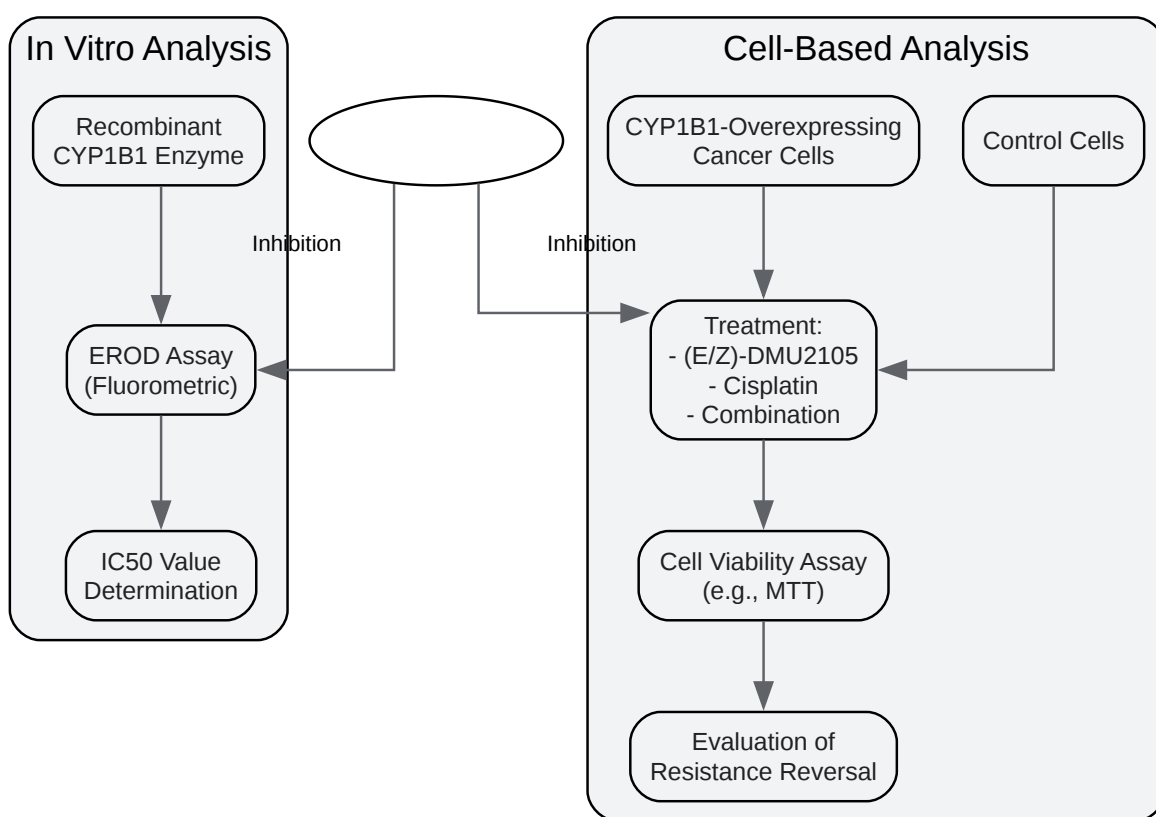 In Vitro Analysis
Recombinant
CYP1B1 Enzyme
EROD Assay
(Fluorometric)
IC50 Value
Determination
Inhibition
Inhibition
Cell-Based Analysis
CYP1B1-Overexpressing
Cancer Cells
Control Cells
Treatment:
- (E/Z)-DMU2105
- Cisplatin
- Combination
Cell Viability Assay
(e.g., MTT)
Evaluation of
Resistance Reversal